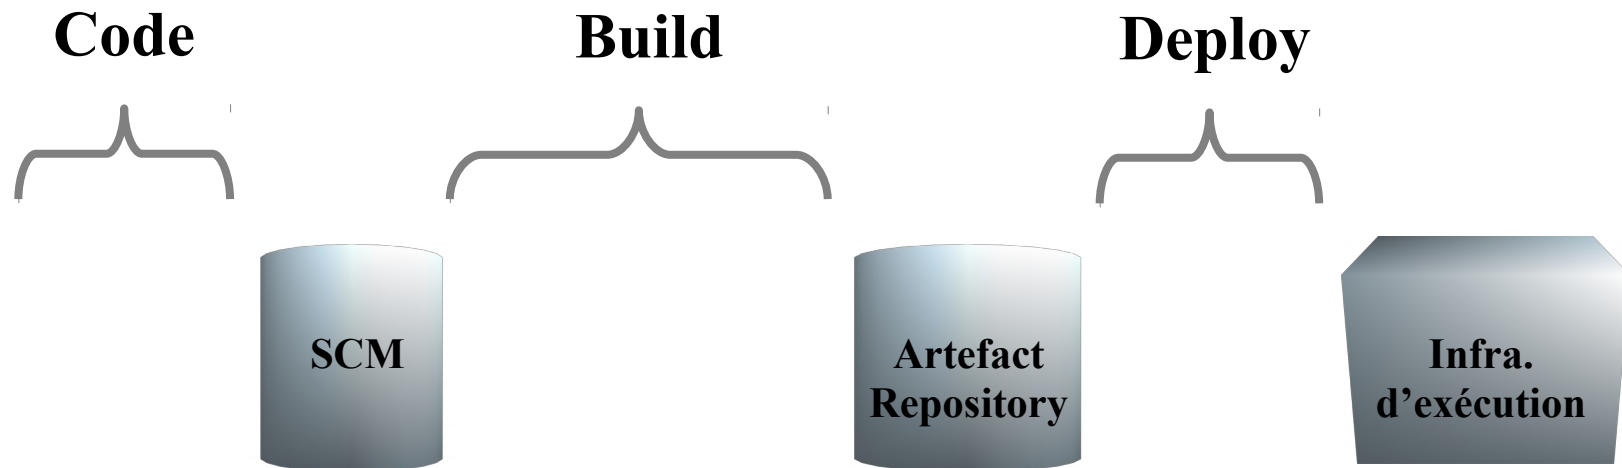 Code
Build
Deploy
SCM
Artefact
Repository
Infra.
d’exécution